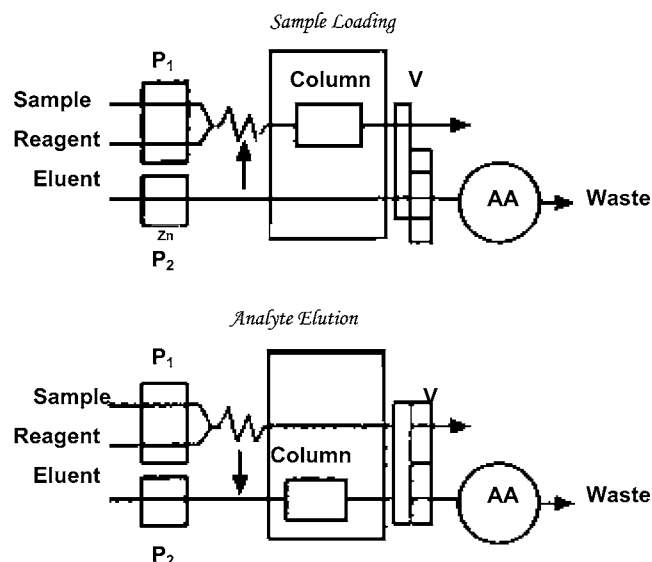 Sample Loading
P1
Column
V
Sample
Reagent
Eluent
AA
Waste
Zn
P2
Analyte Elution
P1
V
Sample
Reagent
Column
Eluent
AA
Waste
P2